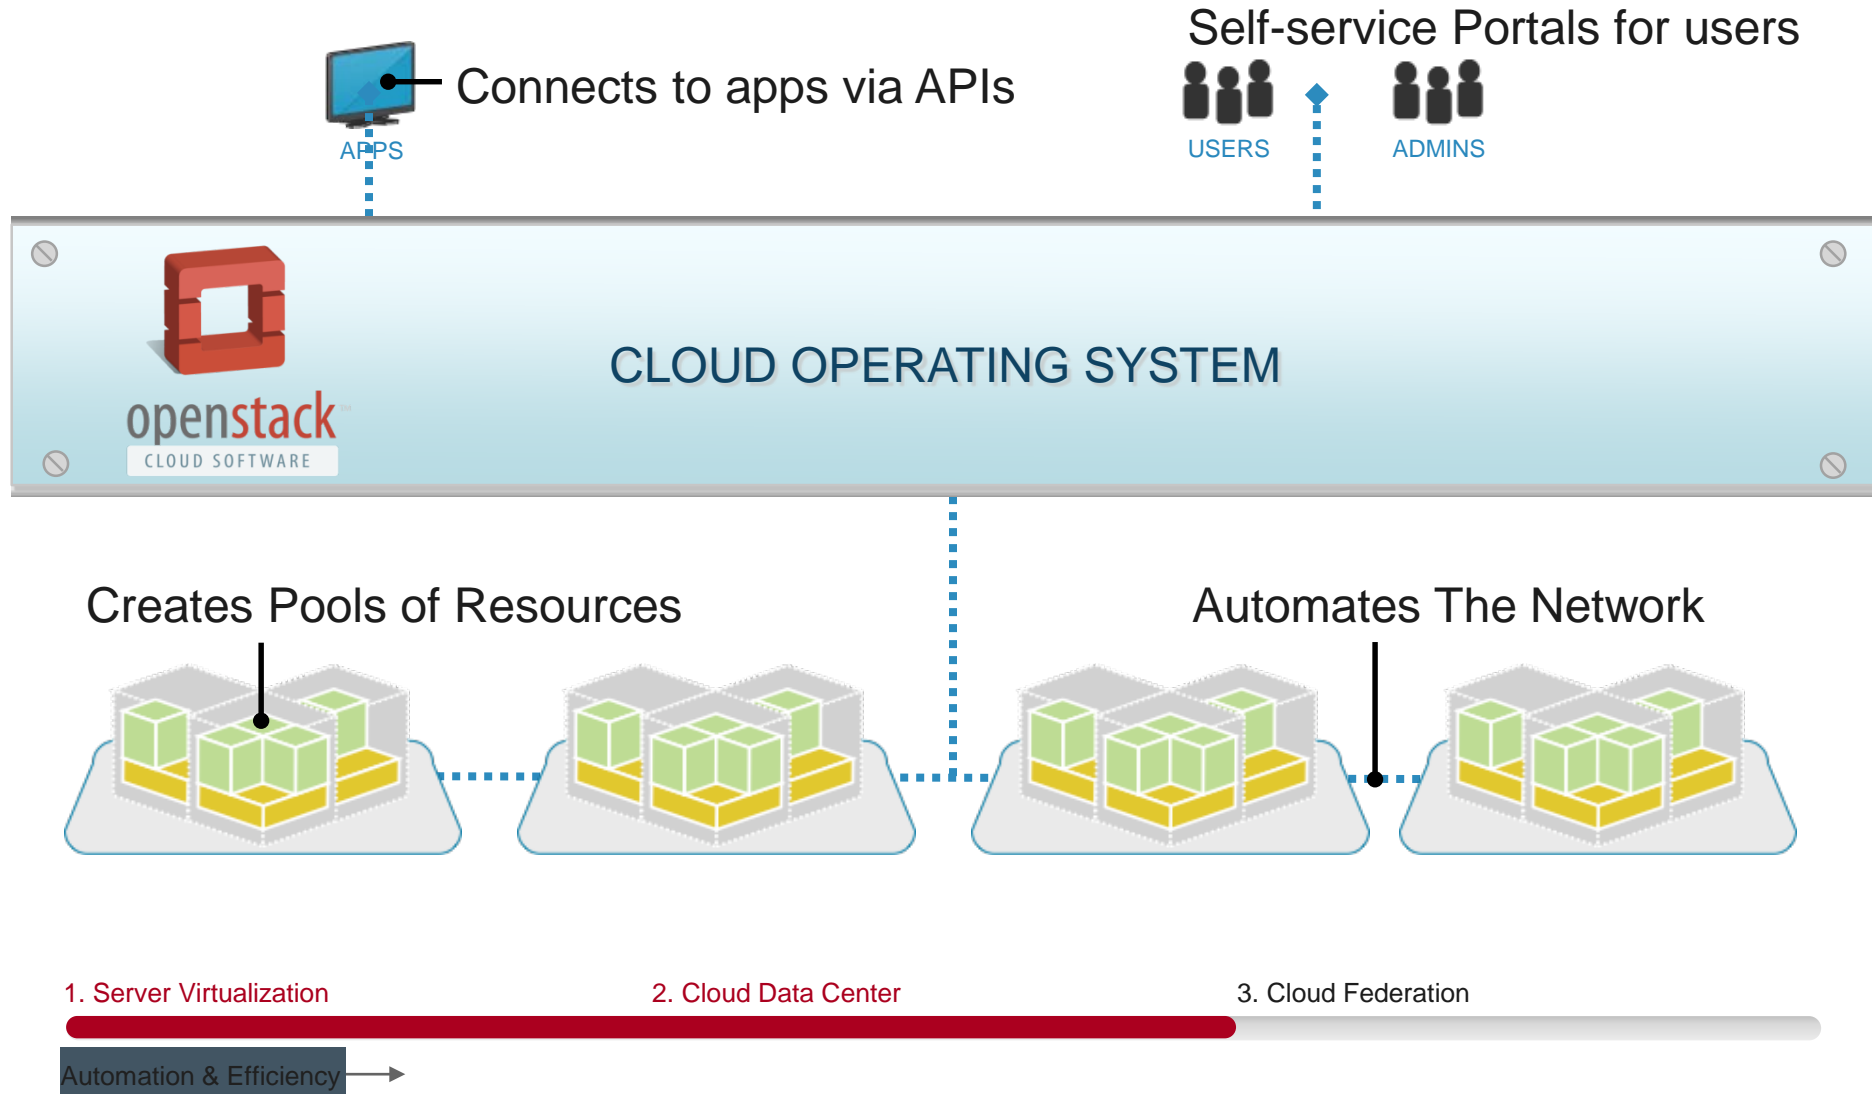 Self-service Portals for users
Connects to apps via APIs
APPS
USERS
ADMINS
CLOUD OPERATING SYSTEM
openstack™
CLOUD SOFTWARE
Creates Pools of Resources
Automates The Network
1. Server Virtualization
2. Cloud Data Center
3. Cloud Federation
Automation & Efficiency